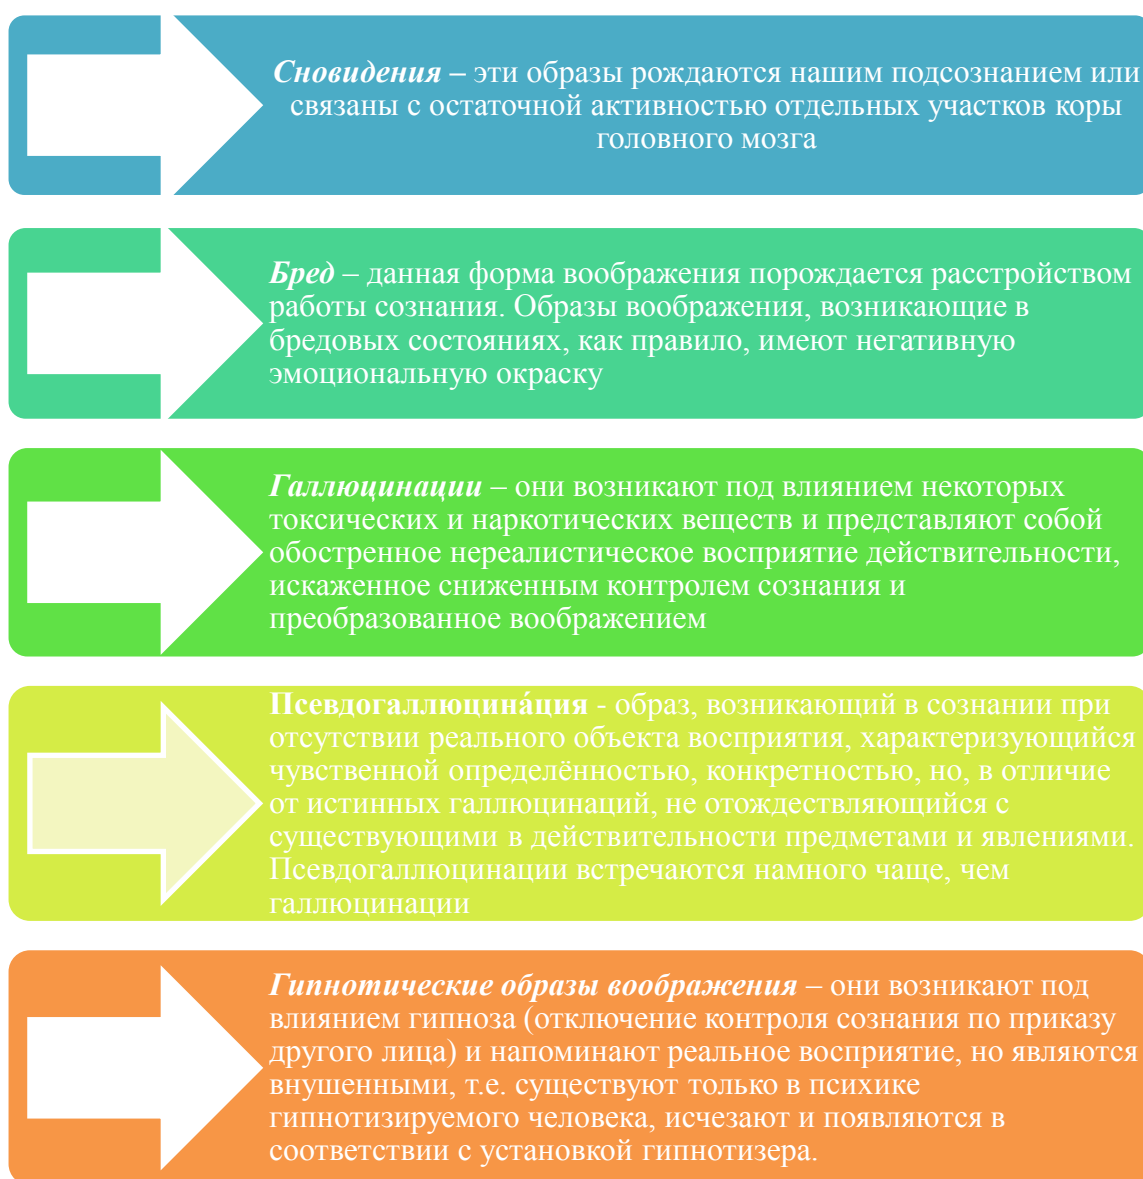 Сновидения – эти образы рождаются нашим подсознанием или
связаны с остаточной активностью отдельных участков коры
головного мозга
Бред – данная форма воображения порождается расстройством
работы сознания. Образы воображения, возникающие в
бредовых состояниях, как правило, имеют негативную
эмоциональную окраску
Галлюцинации – они возникают под влиянием некоторых
токсических и наркотических веществ и представляют собой
обостренное нереалистическое восприятие действительности,
искаженное сниженным контролем сознания и
преобразованное воображением
Псевдогаллюцина́ция - образ, возникающий в сознании при
отсутствии реального объекта восприятия, характеризующийся
чувственной определённостью, конкретностью, но, в отличие
от истинных галлюцинаций, не отождествляющийся с
существующими в действительности предметами и явлениями.
Псевдогаллюцинации встречаются намного чаще, чем
галлюцинации
Гипнотические образы воображения – они возникают под
влиянием гипноза (отключение контроля сознания по приказу
другого лица) и напоминают реальное восприятие, но являются
внушенными, т.е. существуют только в психике
гипнотизируемого человека, исчезают и появляются в
соответствии с установкой гипнотизера.